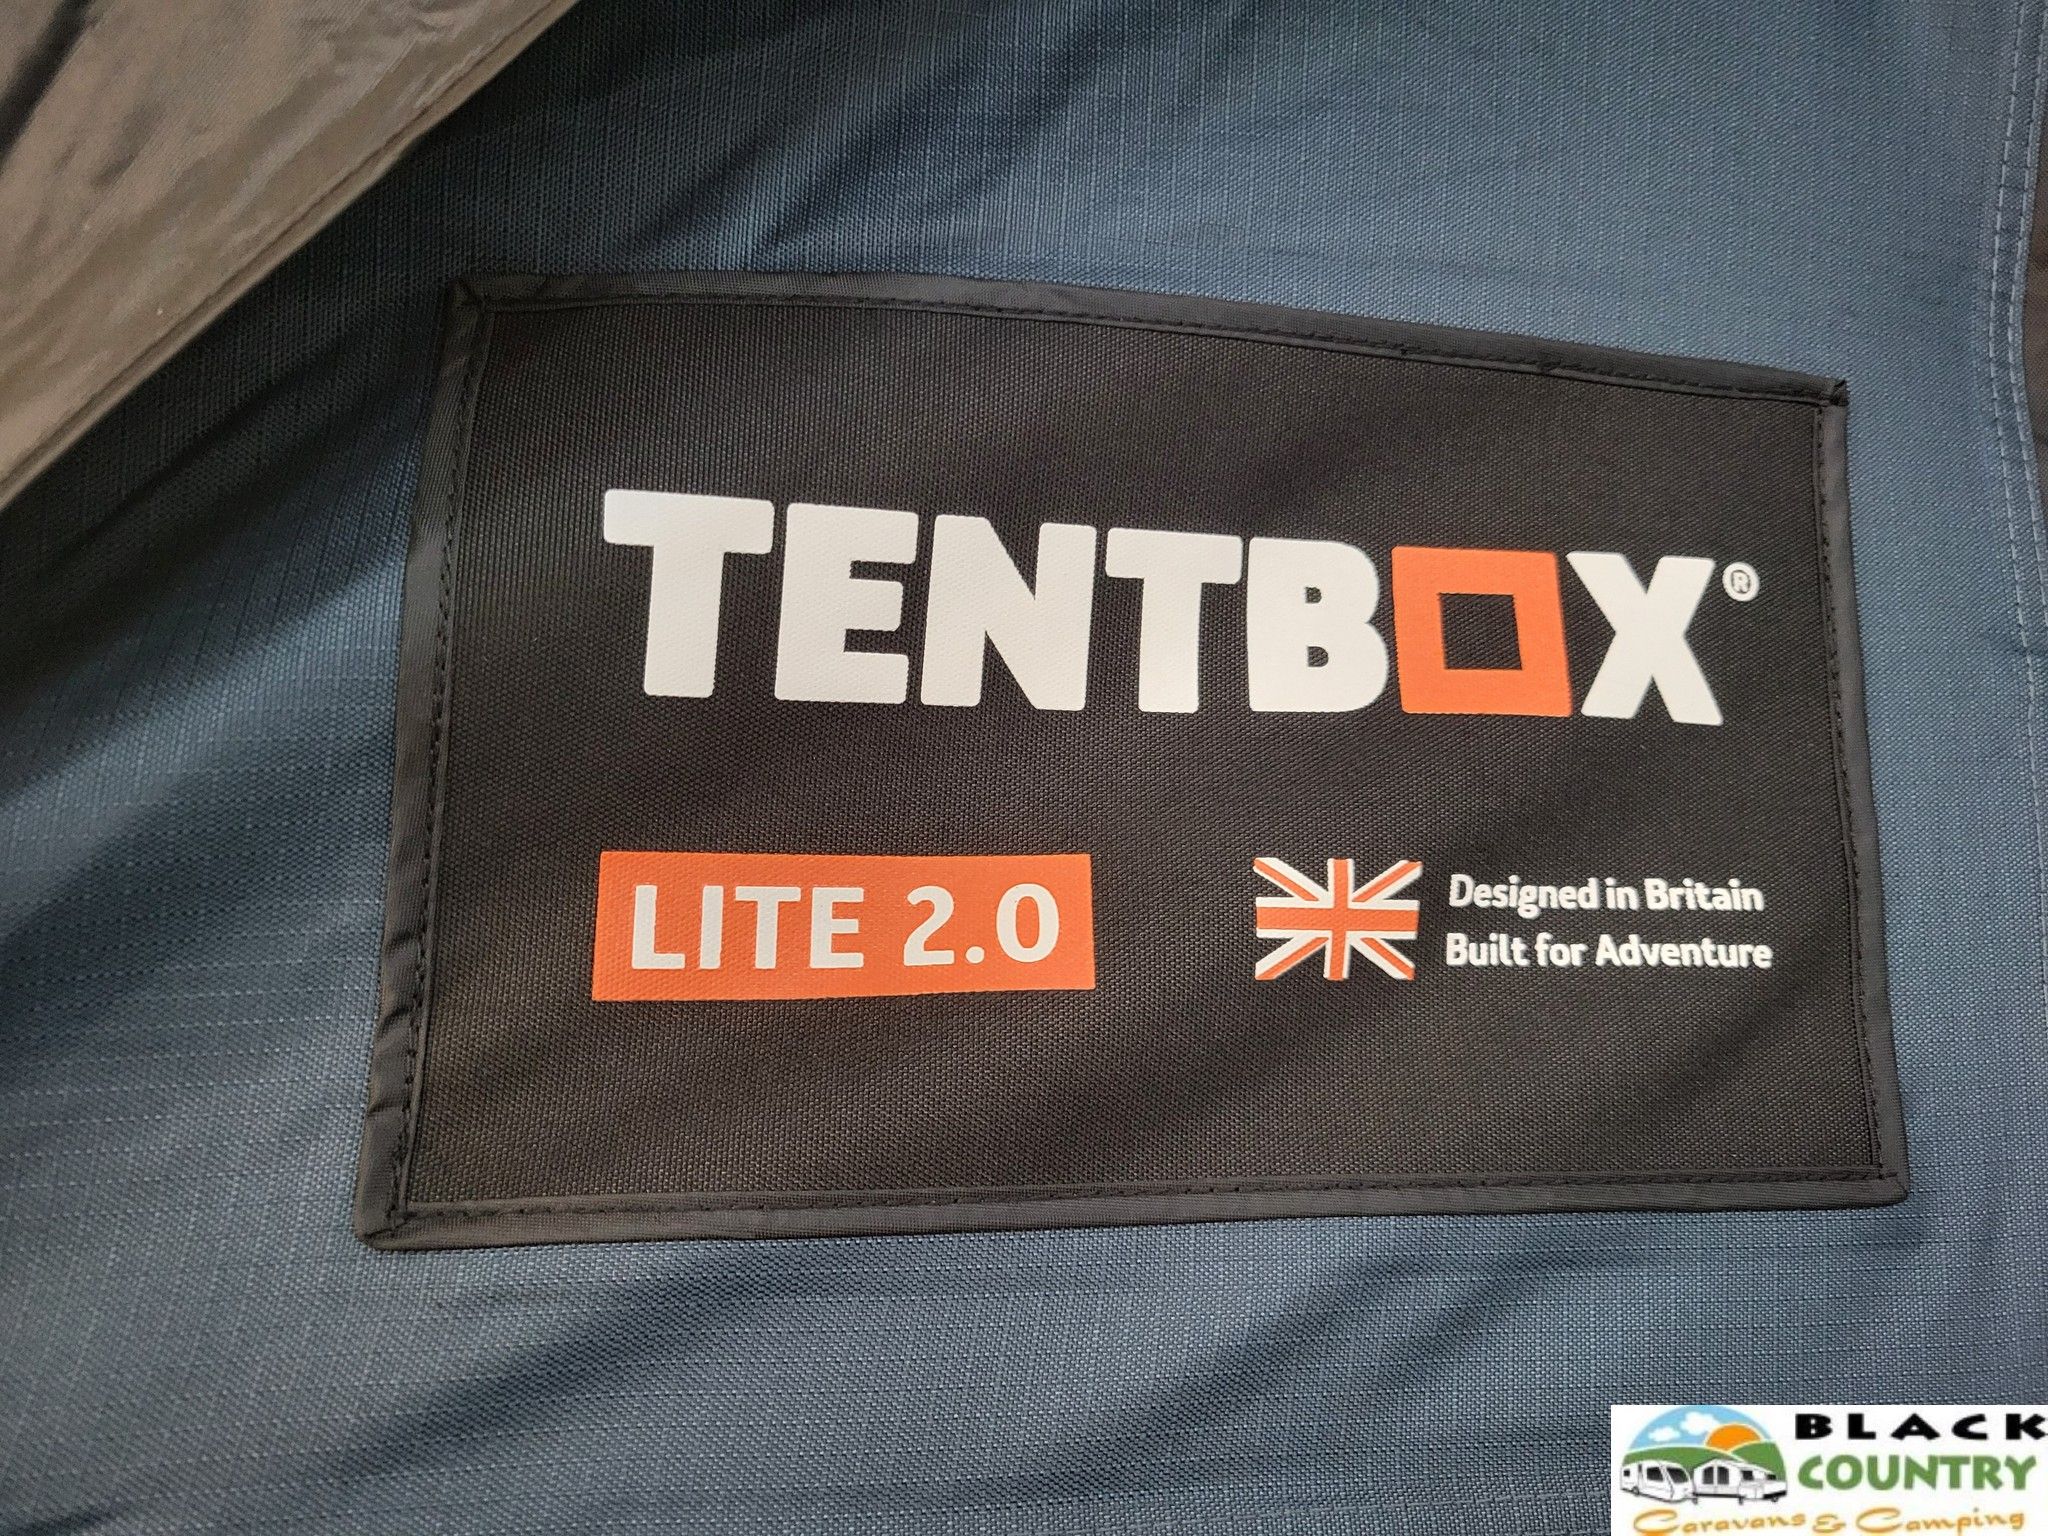 TENTBOX®
LITE 2.0
Designed in Britain
Built for Adventure
BLACK
COUNTRY
Caravans & Camping